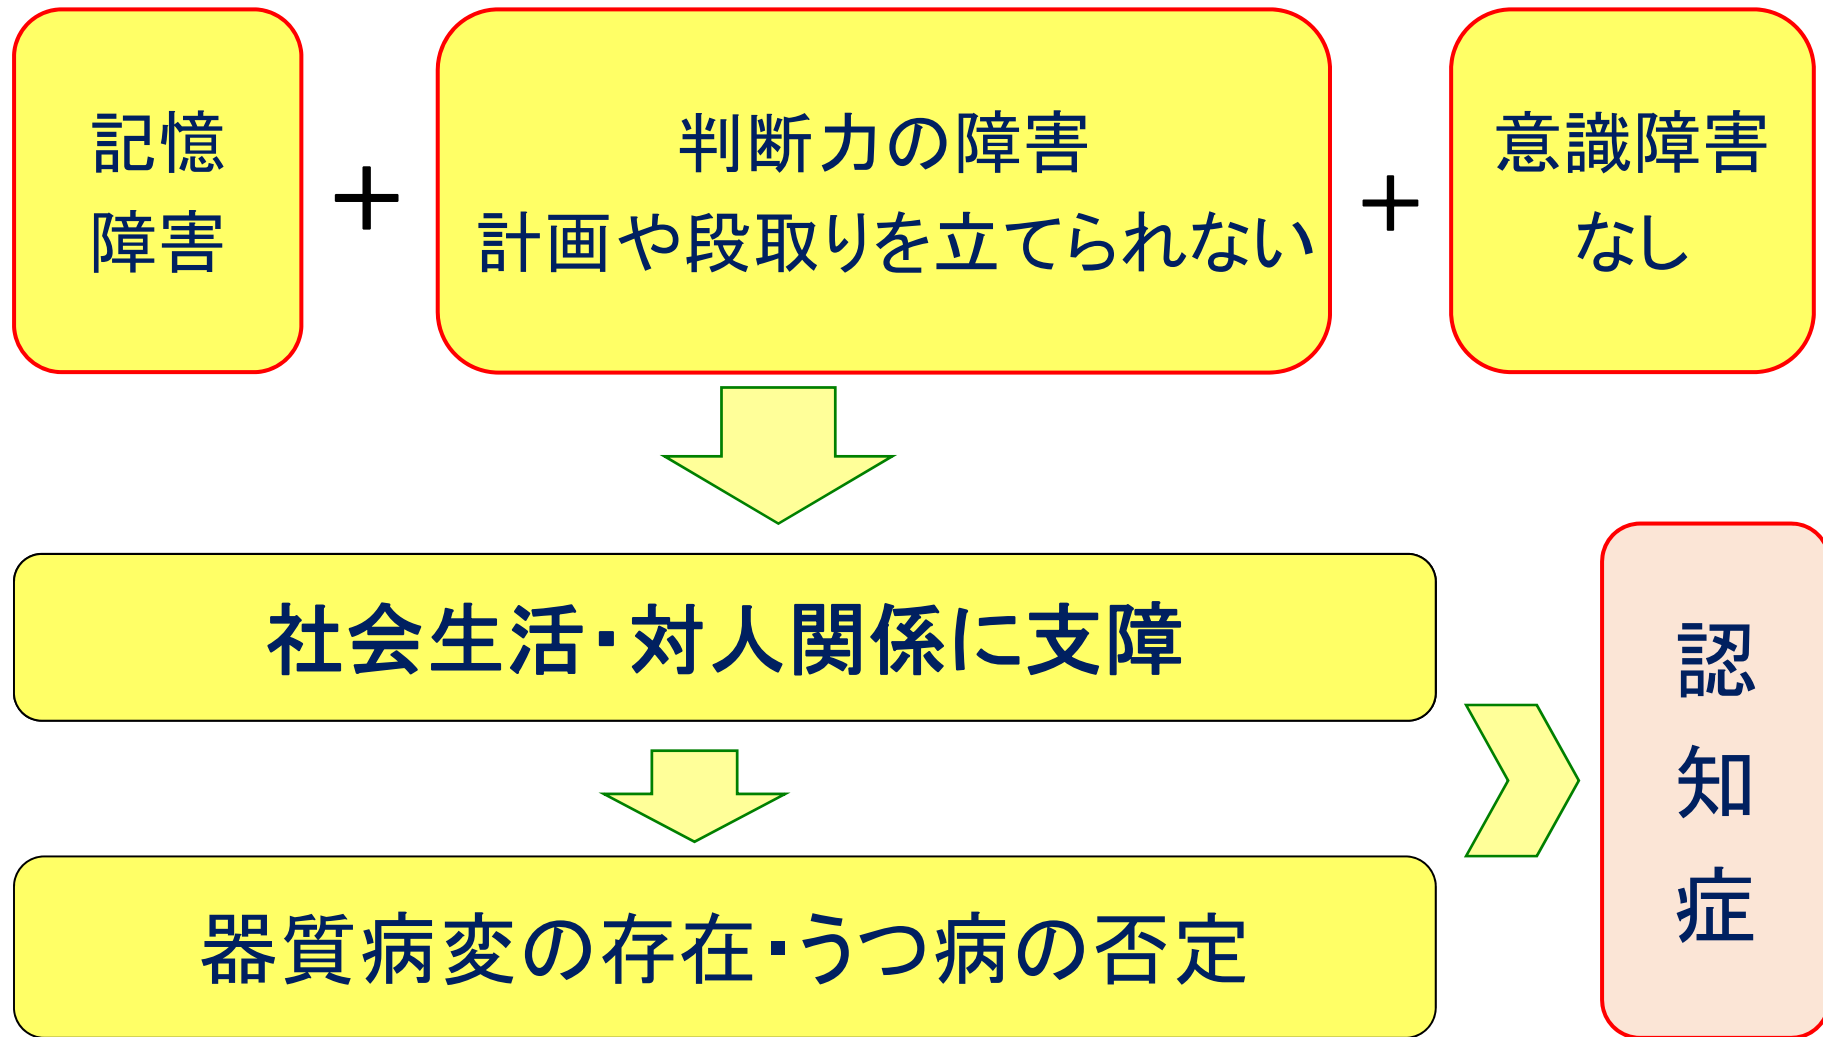 記憶
障害
+
判断力の障害
計画や段取りを立てられない
+
意識障害
なし
社会生活・対人関係に支障
器質病変の存在・うつ病の否定
認
知
症